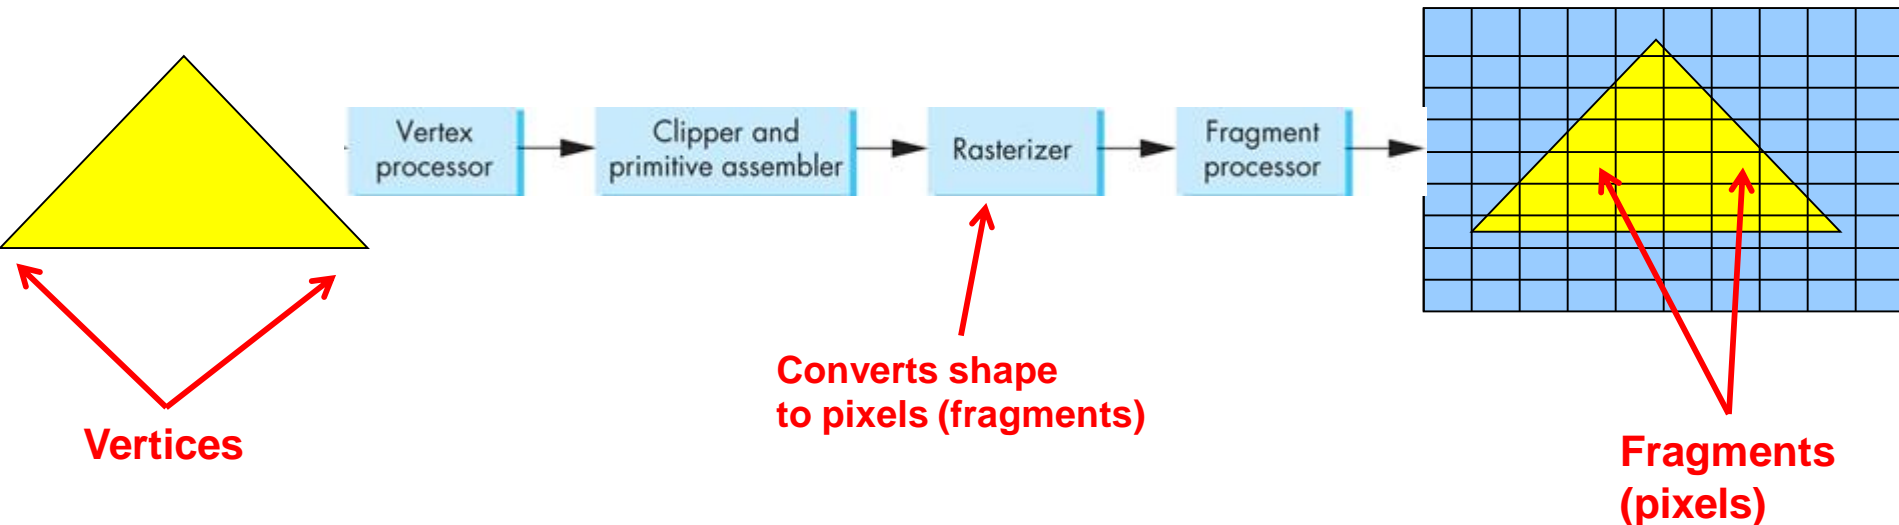 Vertex
processor
Clipper and
primitive assembler
Rasterizer
Fragment
processor
Converts shape
to pixels (fragments)
Vertices
Fragments
(pixels)